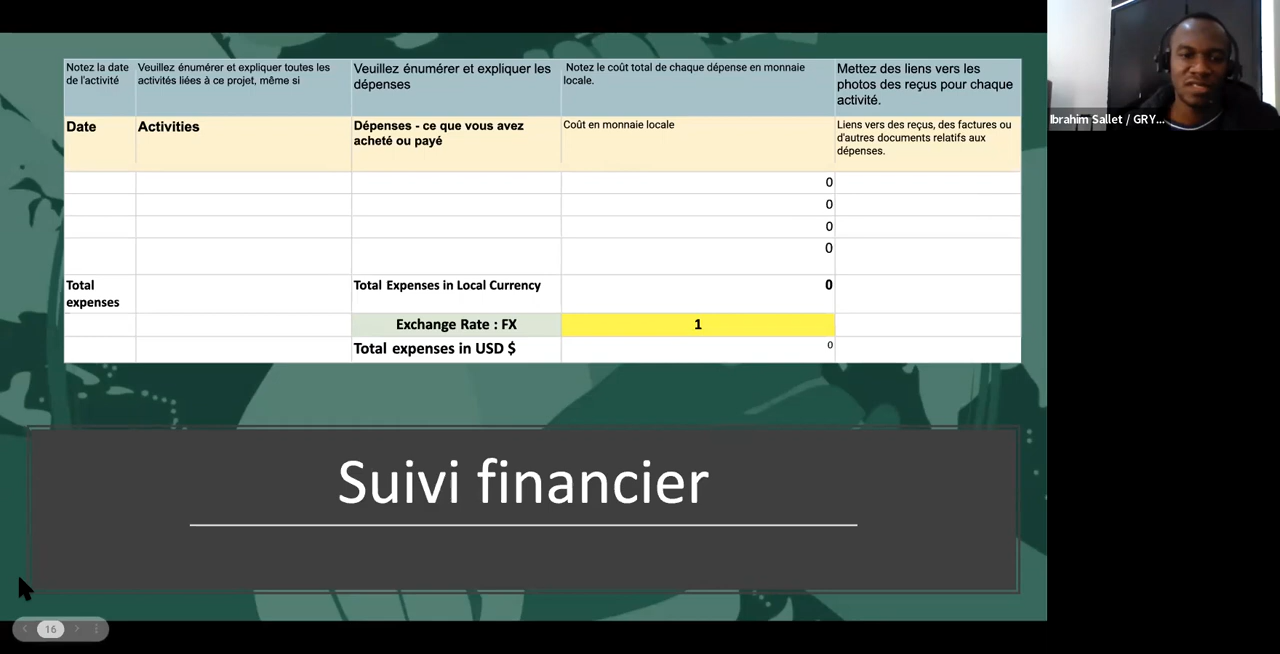 Notez la date
de l'activité
Veuillez énumérer et expliquer toutes les
activités liées à ce projet, même si
Veuillez énumérer et expliquer les
dépenses
Notez le coût total de chaque dépense en monnaie
locale.
Mettez des liens vers les
photos des reçus pour chaque
activité.
Date
Activities
Dépenses - ce que vous avez
acheté ou payé
Coût en monnaie locale
Liens vers des reçus, des factures ou
d'autres documents relatifs aux
dépenses.
0
0
0
0
Total
expenses
Total Expenses in Local Currency
0
Exchange Rate : FX
1
Total expenses in USD $
0
Suivi financier
16
Ibrahim Sallet / GRY...